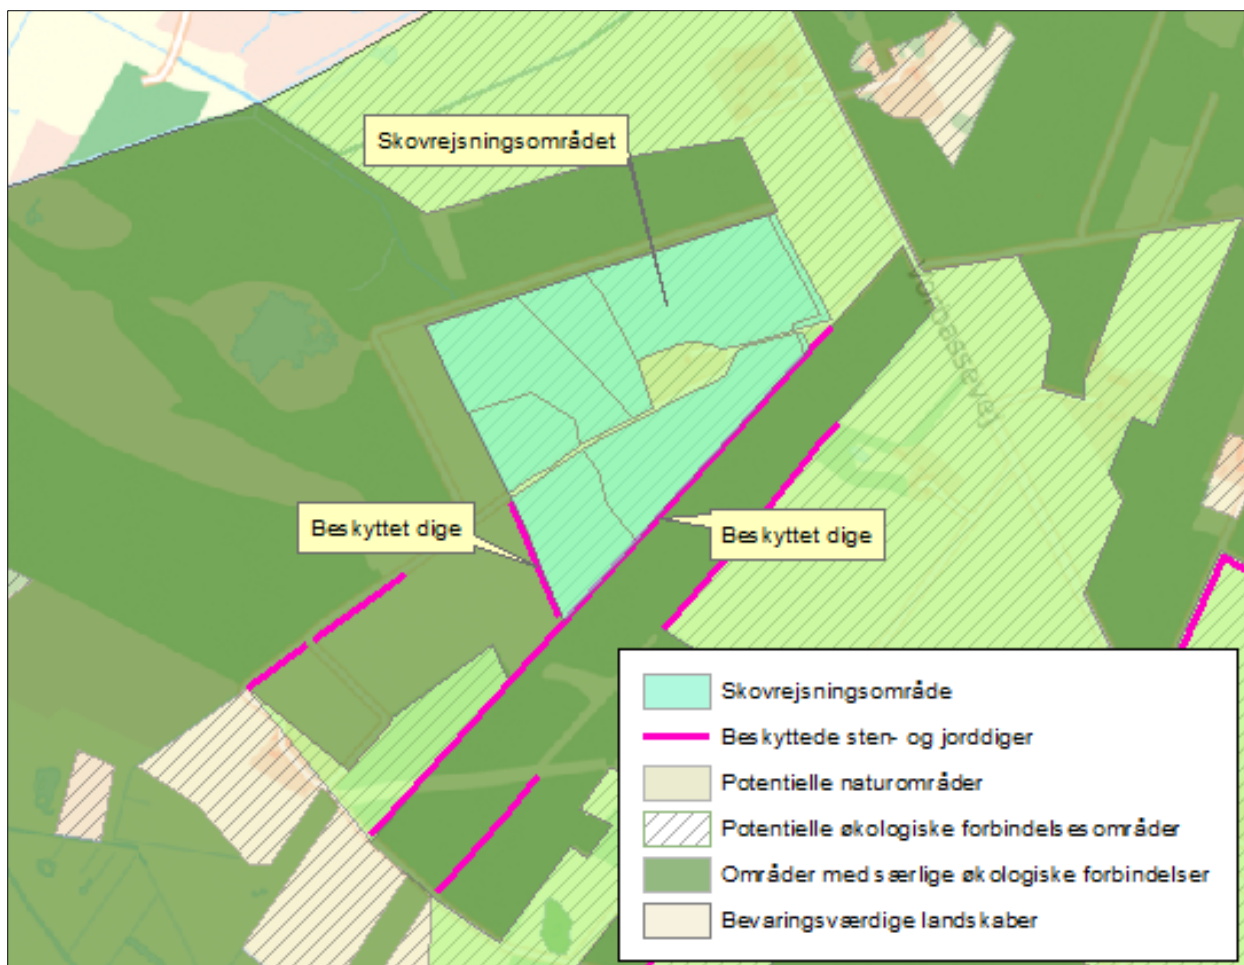 Skovrejsningsområdet
Vorbassevej
Beskyttet dige
Beskyttet dige
Skovrejsningsområde
Beskyttede sten- og jorddiger
Potentielle naturområder
Potentielle økologiske forbindelsesområder
Områder med særlige økologiske forbindelser
Bevaringsværdige landskaber